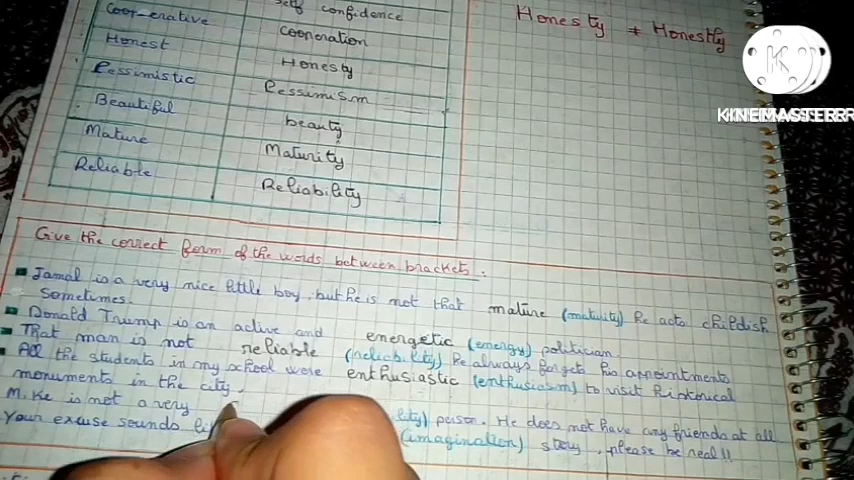 self confidence
Cooperative Cooperation
Honest Honesty
Pessimistic Pessimism
Beautiful beauty
Mature Maturity
Reliable Reliability
Honesty ≠ Honestly
KINEMASTER
Give the correct form of the words between brackets.
Jamal is a very nice little boy, but he is not that mature (maturity) He acts childish
Sometimes.
Donald Trump is an active and energetic (energy) politician.
That man is not reliable (reliability) He always forgets his appointments
All the students in my school were enthusiastic (enthusiasm) to visit historical
monuments in the city.
Mike is not a very person. He does not have any friends at all
Your excuse sounds (imagination) story, please be real!!